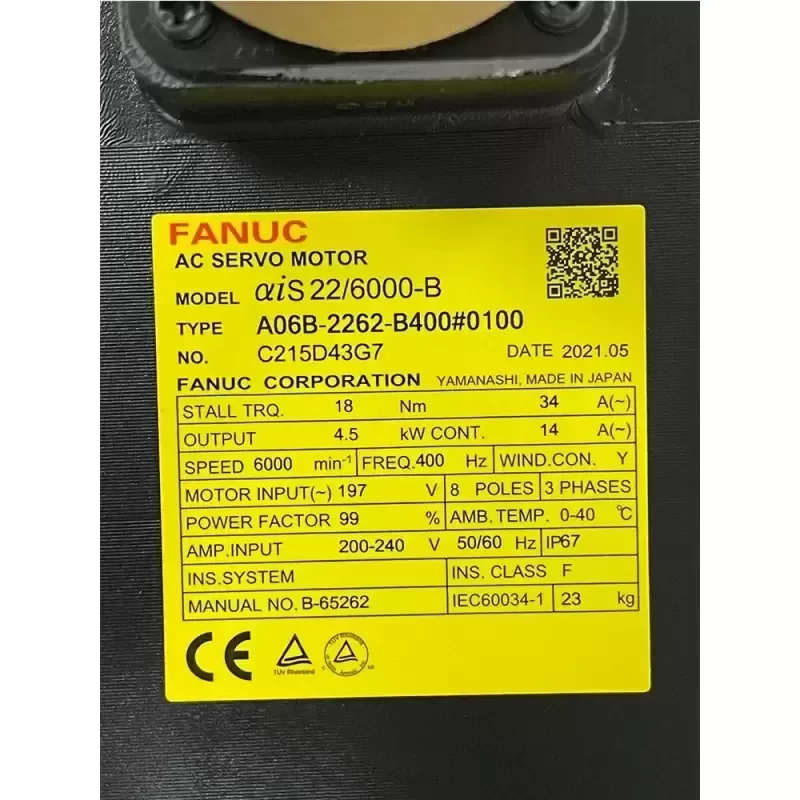 FANUC
AC SERVO MOTOR
MODEL αiS 22/6000-B
TYPE A06B-2262-B400#0100
NO. C215D43G7 DATE 2021.05
FANUC CORPORATION YAMANASHI, MADE IN JAPAN
STALL TRQ. 18 Nm 34 A(~)
OUTPUT 4.5 kW CONT. 14 A(~)
SPEED 6000 min-1 FREQ. 400 Hz WIND.CON. Y
MOTOR INPUT(~) 197 V 8 POLES 3 PHASES
POWER FACTOR 99 % AMB. TEMP. 0-40 ℃
AMP.INPUT 200-240 V 50/60 Hz IP67
INS.SYSTEM INS. CLASS F
MANUAL NO. B-65262 IEC60034-1 23 kg
CE
TUV Rheinland